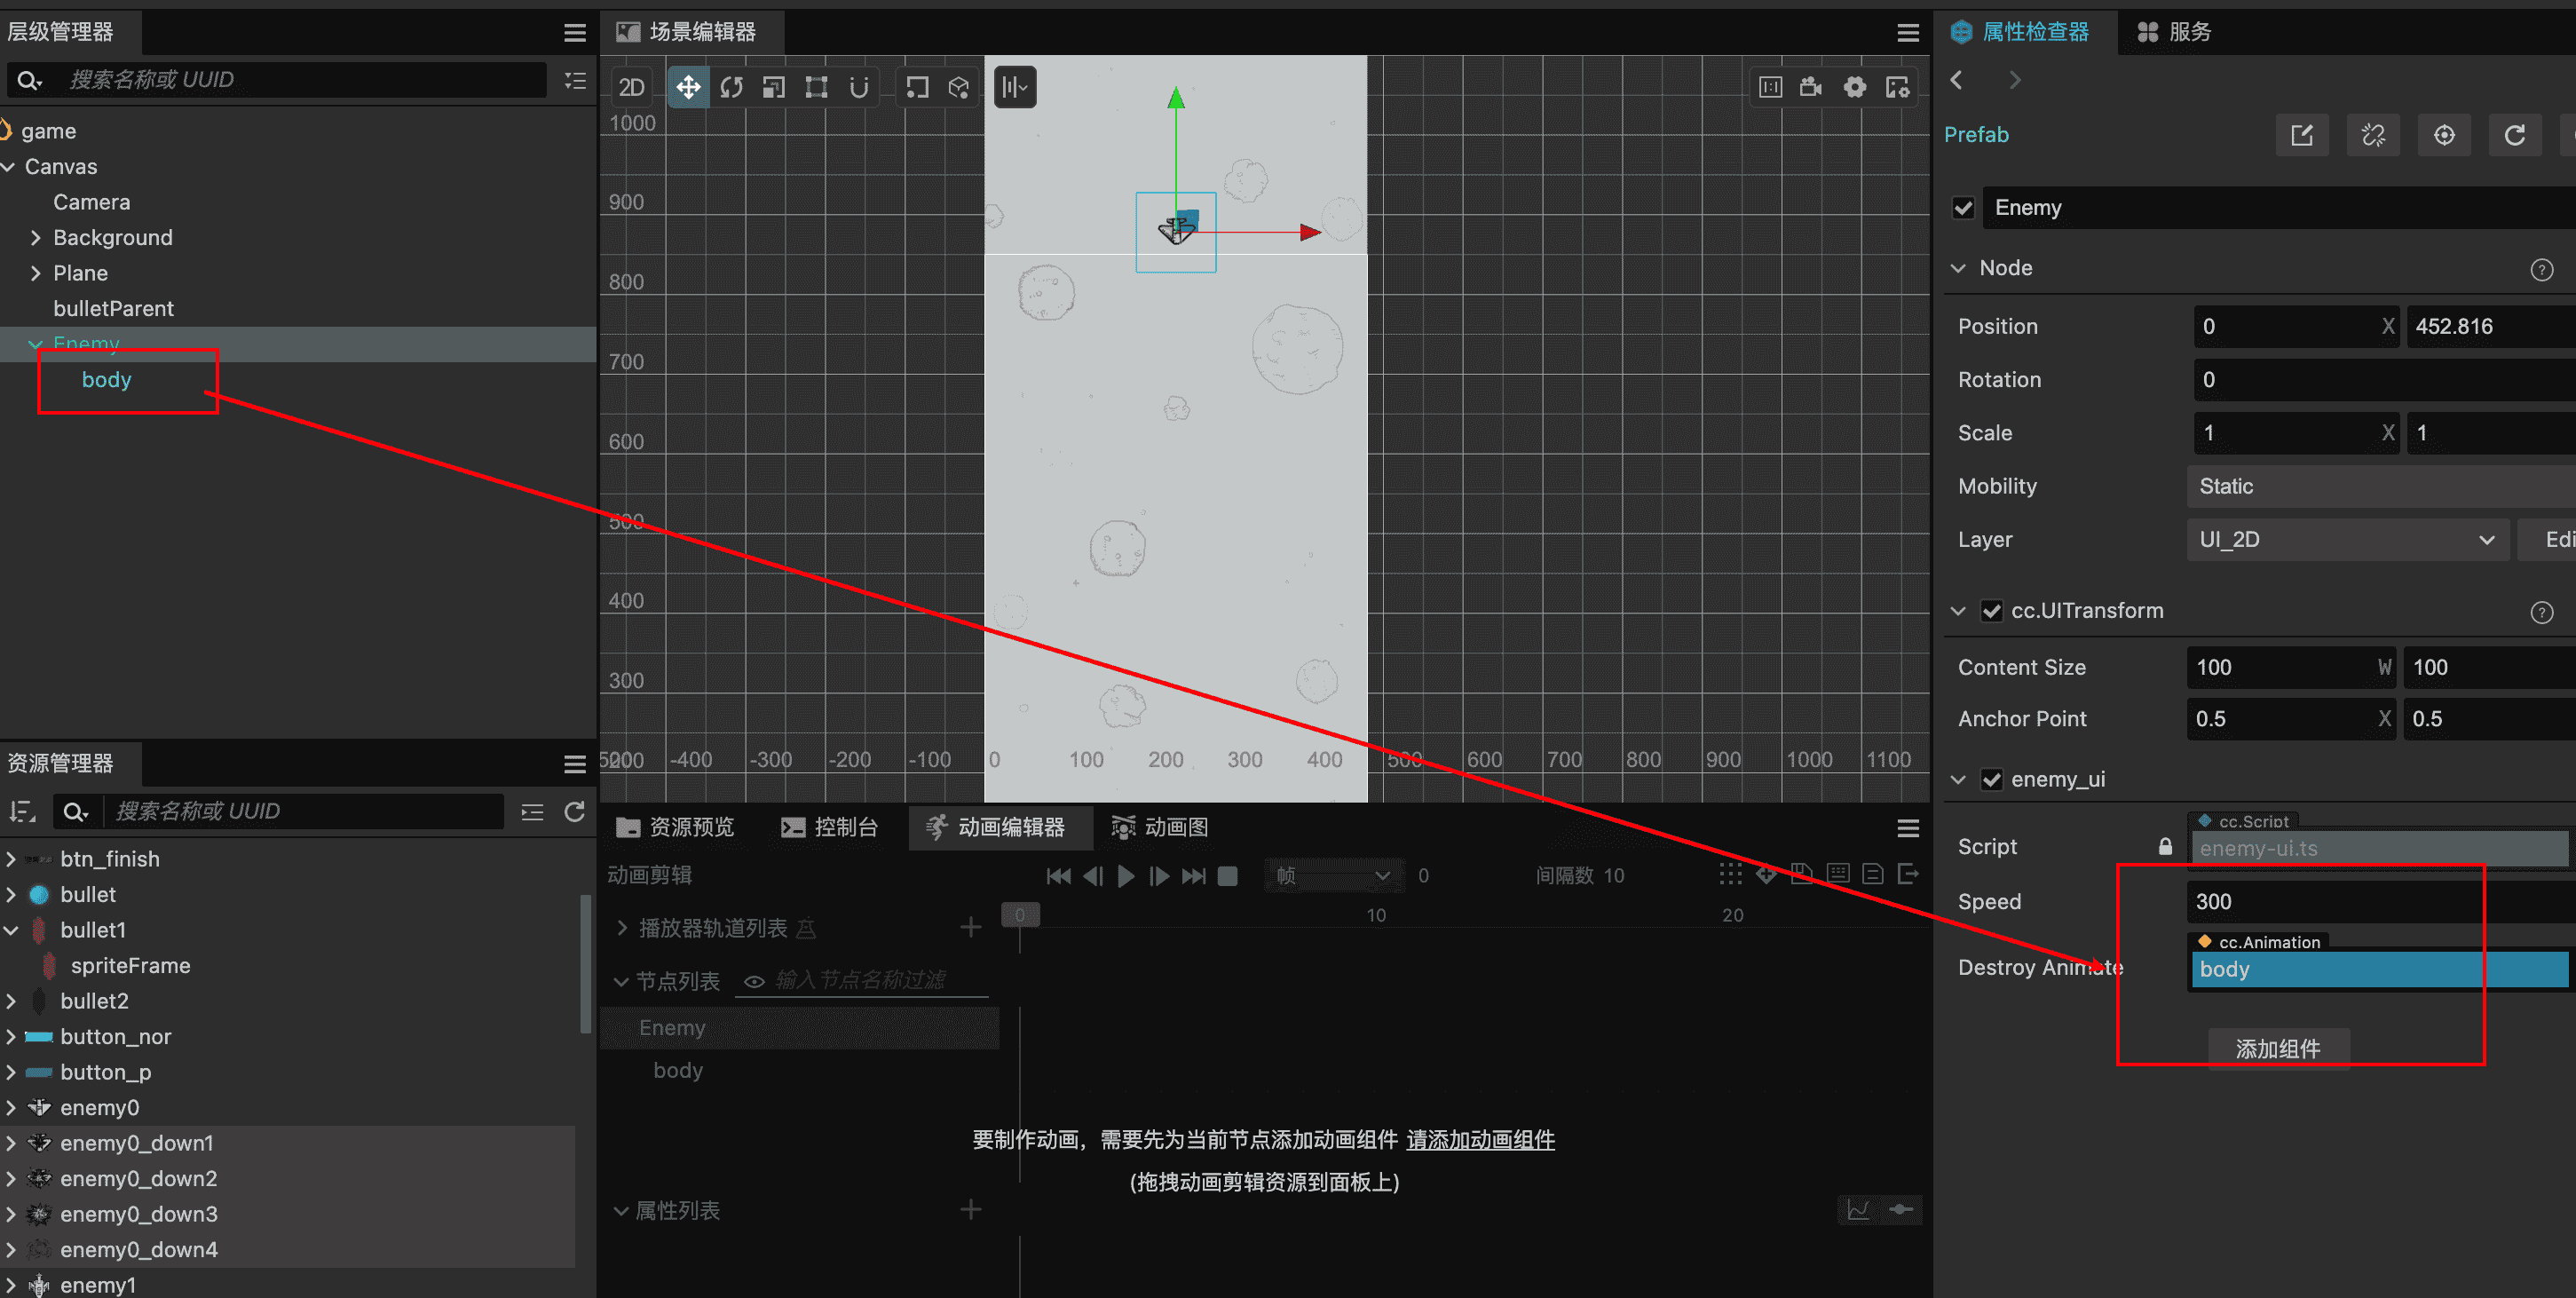 层级管理器
搜索名称或 UUID
game
Canvas
Camera
Background
Plane
bulletParent
Enemy
body
资源管理器
搜索名称或 UUID
btn_finish
bullet
bullet1
spriteFrame
bullet2
button_nor
button_p
enemy0
enemy0_down1
enemy0_down2
enemy0_down3
enemy0_down4
enemy1
场景编辑器
2D
1000
900
800
700
600
500
400
300
200
-400
-300
-200
-100
0
100
200
300
400
500
600
700
800
900
1000
1100
资源预览
控制台
动画编辑器
动画图
动画剪辑
帧
0
间隔数 10
0
10
20
播放器轨道列表
节点列表
输入节点名称过滤
Enemy
body
要制作动画，需要先为当前节点添加动画组件 请添加动画组件
(拖拽动画剪辑资源到面板上)
属性列表
属性检查器
服务
Prefab
Enemy
Node
Position
0 X 452.816
Rotation
0
Scale
1 X 1
Mobility
Static
Layer
UI_2D
Edi
cc.UITransform
Content Size
100 W 100
Anchor Point
0.5 X 0.5
enemy_ui
Script
cc.Script
enemy-ui.ts
Speed
300
Destroy Animate
cc.Animation
body
添加组件